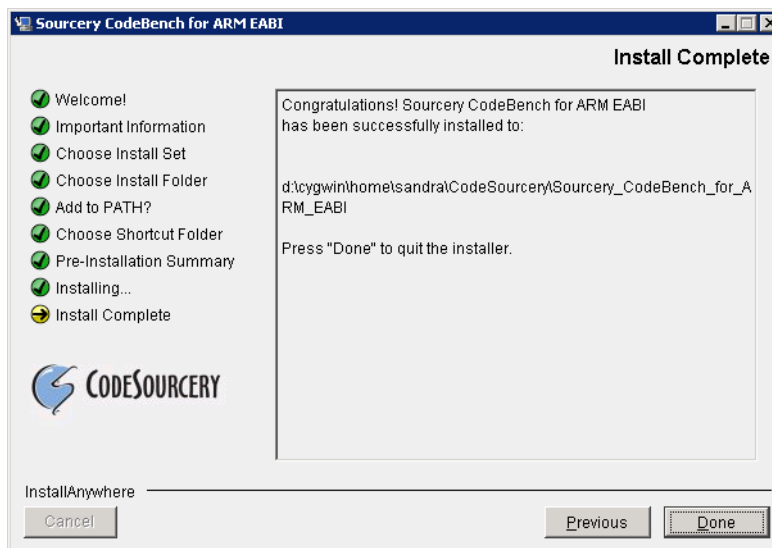 Sourcery CodeBench for ARM EABI
Install Complete
Welcome!
Important Information
Choose Install Set
Choose Install Folder
Add to PATH?
Choose Shortcut Folder
Pre-Installation Summary
Installing...
Install Complete
CODESOURCERY
Congratulations! Sourcery CodeBench for ARM EABI
has been successfully installed to:
d:\cygwin\home\sandra\CodeSourcery\Sourcery_CodeBench_for_A
RM_EABI
Press "Done" to quit the installer.
InstallAnywhere
Cancel
Previous
Done